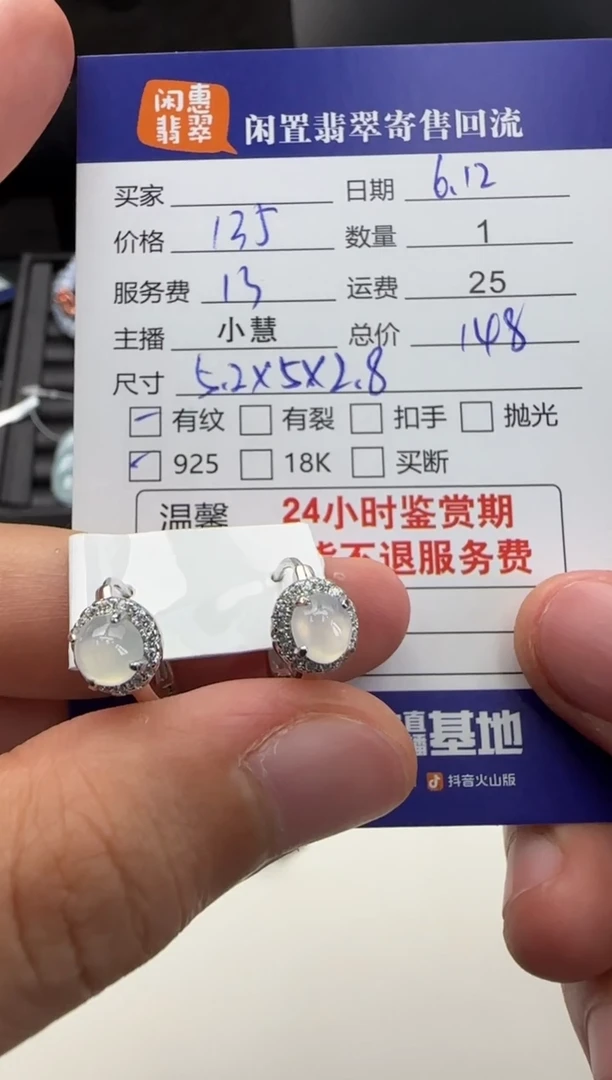 闲惠翡翠 闲置翡翠寄售回流
买家 日期 6.12
价格 135 数量 1
服务费 13 运费 25
主播 小慧 总价 148
尺寸 5.2X5X2.8
有纹 有裂 扣手 抛光
925 18K 买断
温馨 24小时鉴赏期
不退服务费
直播基地
抖音火山版